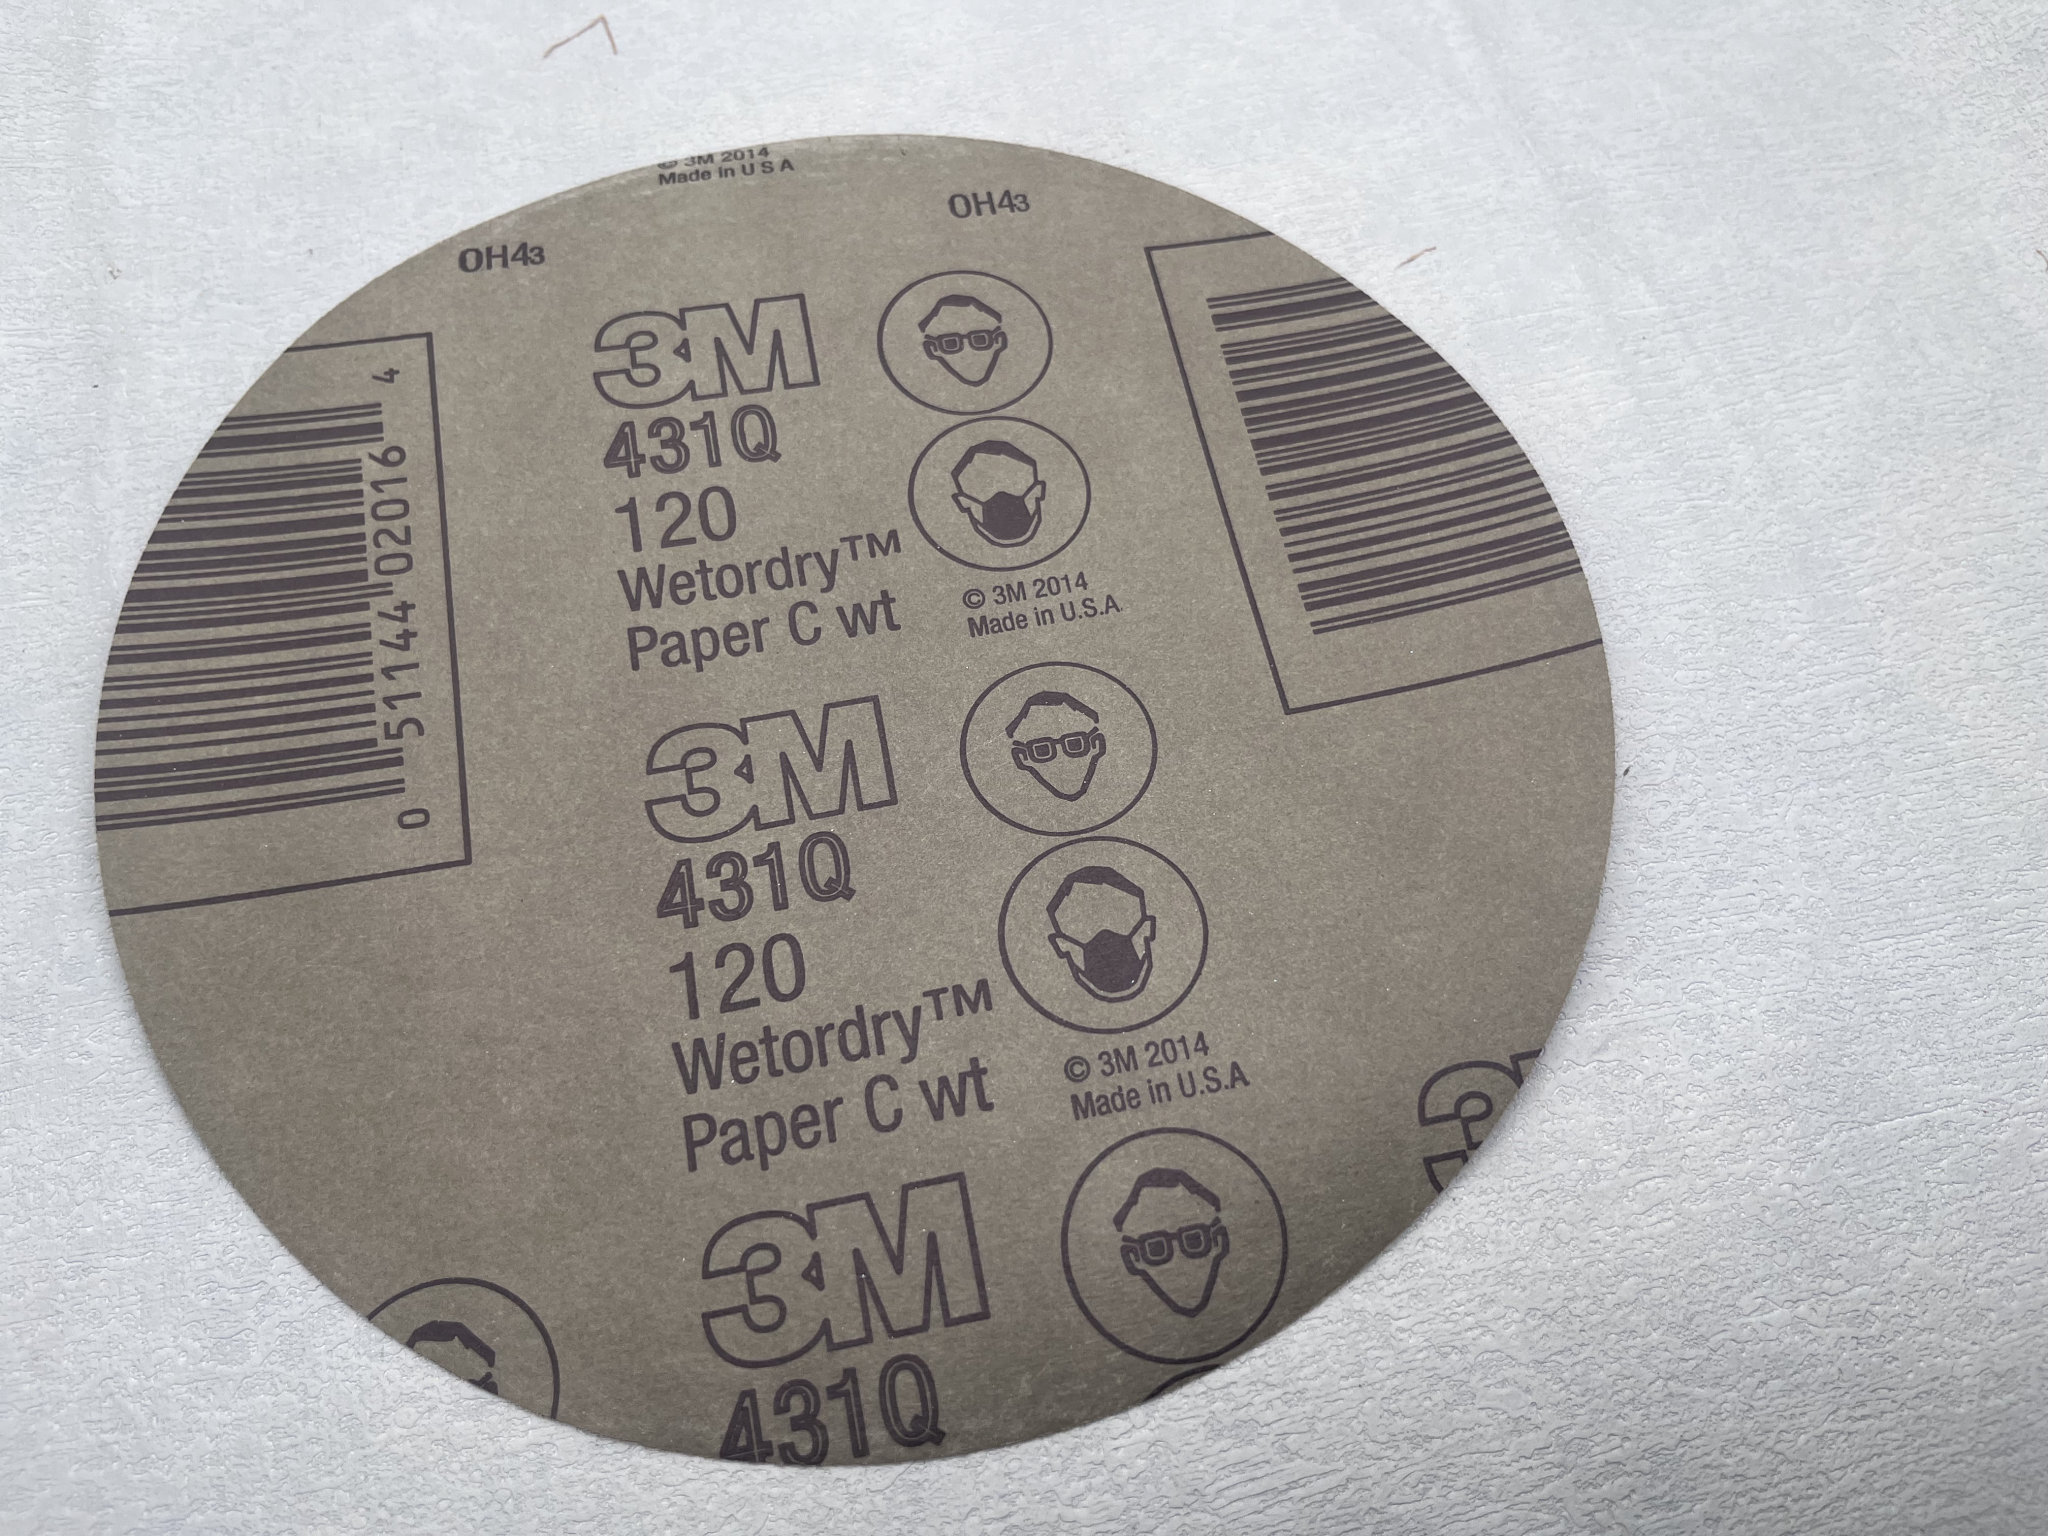 © 3M 2014
Made in U S A
OH43
OH43
3M
431Q
120
Wetordry™
Paper C wt
© 3M 2014
Made in U.S.A.
4
02016
51144
0
3M
431Q
120
Wetordry™
Paper C wt
© 3M 2014
Made in U.S.A
3M
431Q